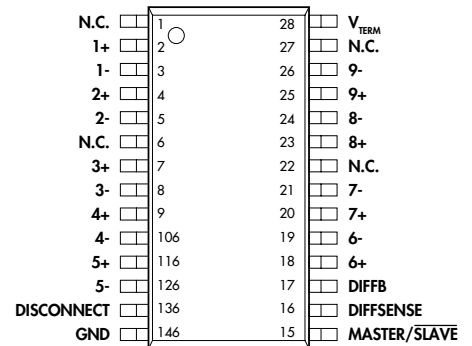 N.C. 1 28 V TERM
1+ 2 27 N.C.
1- 3 26 9-
2+ 4 25 9+
2- 5 24 8-
N.C. 6 23 8+
3+ 7 22 N.C.
3- 8 21 7-
4+ 9 20 7+
4- 106 19 6-
5+ 116 18 6+
5- 126 17 DIFFB
DISCONNECT 136 16 DIFFSENSE
GND 146 15 MASTER/S̅L̅A̅V̅E̅